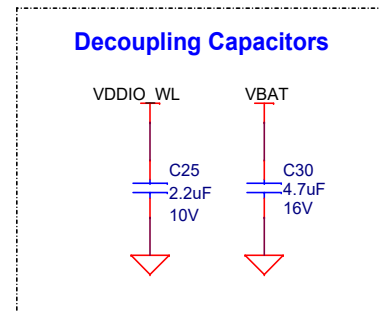 Decoupling Capacitors
VDDIO_WL
VBAT
C25
2.2uF
10V
C30
4.7uF
16V